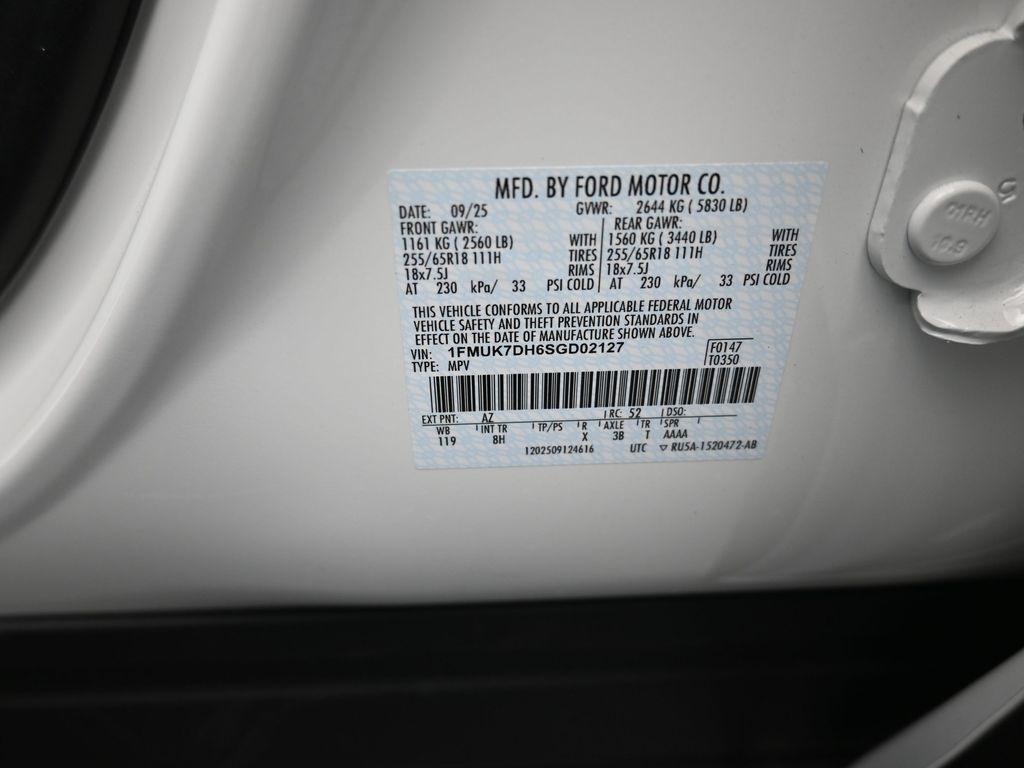 MFD. BY FORD MOTOR CO.
DATE: 09/25 GVWR: 2644 KG ( 5830 LB)
FRONT GAWR: REAR GAWR:
1161 KG ( 2560 LB) WITH 1560 KG ( 3440 LB) WITH
255/65R18 111H TIRES 255/65R18 111H TIRES
18x7.5J RIMS 18x7.5J RIMS
AT 230 kPa/ 33 PSI COLD AT 230 kPa/ 33 PSI COLD
THIS VEHICLE CONFORMS TO ALL APPLICABLE FEDERAL MOTOR
VEHICLE SAFETY AND THEFT PREVENTION STANDARDS IN
EFFECT ON THE DATE OF MANUFACTURE SHOWN ABOVE.
VIN: 1FMUK7DH6SGD02127 F0147
TYPE: MPV T0350
EXT PNT: AZ RC: 52 DSO:
WB INT TR TP/PS R AXLE TR SPR
119 8H X 3B T AAAA
1202509124616 UTC ▽ RU5A-1520472-AB
10.9